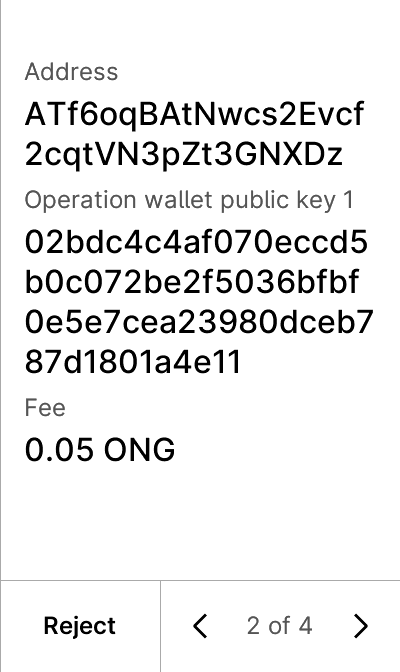 Address
ATf6oqBAtNwcs2Evcf
2cqtVN3pZt3GNXDz
Operation wallet public key 1
02bdc4c4af070eccd5
b0c072be2f5036bfbf
0e5e7cea23980dceb7
87d1801a4e11
Fee
0.05 ONG
Reject
2 of 4